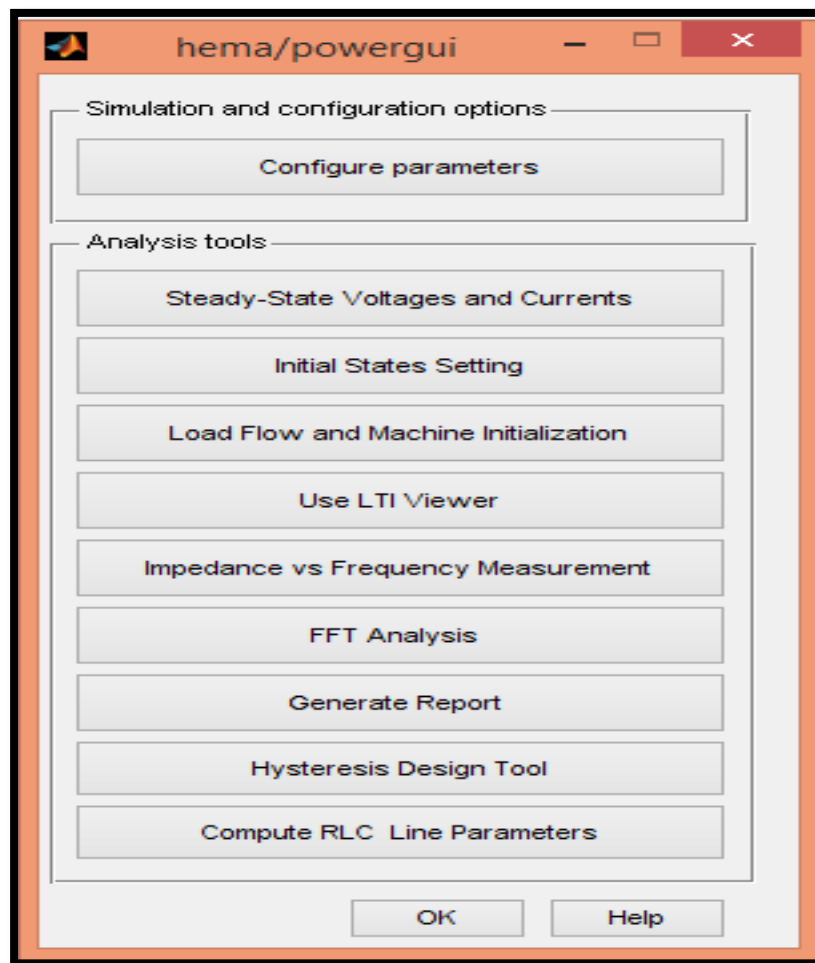 hema/powergui
Simulation and configuration options
Configure parameters
Analysis tools
Steady-State Voltages and Currents
Initial States Setting
Load Flow and Machine Initialization
Use LTI Viewer
Impedance vs Frequency Measurement
FFT Analysis
Generate Report
Hysteresis Design Tool
Compute RLC Line Parameters
OK
Help